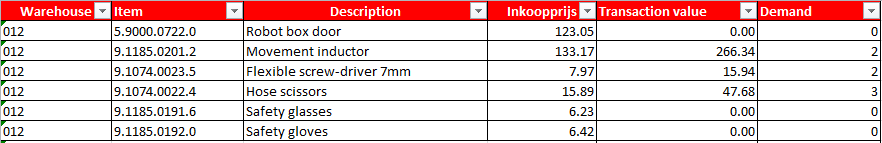 Warehouse Item Description Inkoopprijs Transaction value Demand
012 5.9000.0722.0 Robot box door 123.05 0.00 0
012 9.1185.0201.2 Movement inductor 133.17 266.34 2
012 9.1074.0023.5 Flexible screw-driver 7mm 7.97 15.94 2
012 9.1074.0022.4 Hose scissors 15.89 47.68 3
012 9.1185.0191.6 Safety glasses 6.23 0.00 0
012 9.1185.0192.0 Safety gloves 6.42 0.00 0